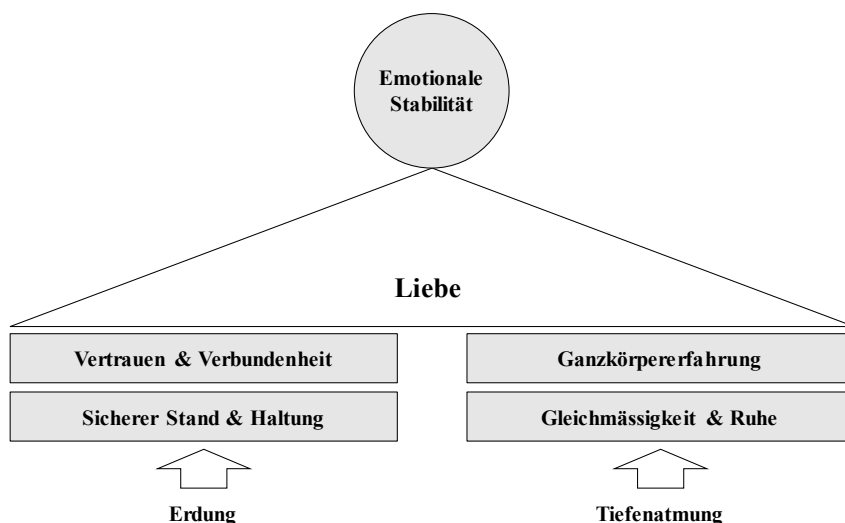 Emotionale
Stabilität
Liebe
Vertrauen & Verbundenheit
Ganzkörpererfahrung
Sicherer Stand & Haltung
Gleichmässigkeit & Ruhe
Erdung
Tiefenatmung